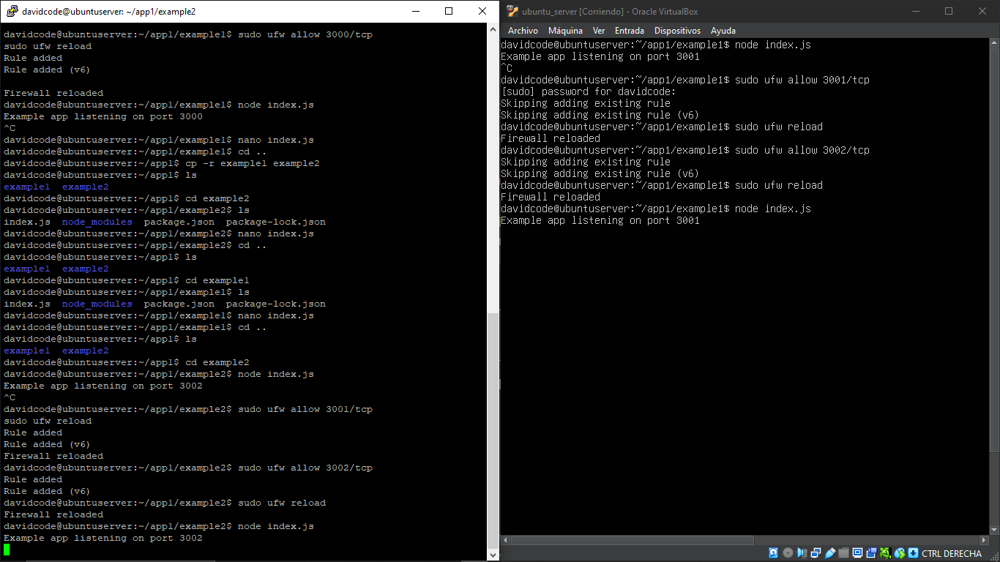 davidcode@ubuntuserver: ~/app1/example2
davidcode@ubuntuserver:~/app1/example1$ sudo ufw allow 3000/tcp
sudo ufw reload
Rule added
Rule added (v6)
Firewall reloaded
davidcode@ubuntuserver:~/app1/example1$ node index.js
Example app listening on port 3000
^C
davidcode@ubuntuserver:~/app1/example1$ nano index.js
davidcode@ubuntuserver:~/app1/example1$ cd ..
davidcode@ubuntuserver:~/app1$ cp -r example1 example2
davidcode@ubuntuserver:~/app1$ ls
example1  example2
davidcode@ubuntuserver:~/app1$ cd example2
davidcode@ubuntuserver:~/app1/example2$ ls
index.js  node_modules  package.json  package-lock.json
davidcode@ubuntuserver:~/app1/example2$ nano index.js
davidcode@ubuntuserver:~/app1/example2$ cd ..
davidcode@ubuntuserver:~/app1$ ls
example1  example2
davidcode@ubuntuserver:~/app1$ cd example1
davidcode@ubuntuserver:~/app1/example1$ ls
index.js  node_modules  package.json  package-lock.json
davidcode@ubuntuserver:~/app1/example1$ nano index.js
davidcode@ubuntuserver:~/app1/example1$ cd ..
davidcode@ubuntuserver:~/app1$ ls
example1  example2
davidcode@ubuntuserver:~/app1$ cd example2
davidcode@ubuntuserver:~/app1/example2$ node index.js
Example app listening on port 3002
^C
davidcode@ubuntuserver:~/app1/example2$ sudo ufw allow 3001/tcp
sudo ufw reload
Rule added
Rule added (v6)
Firewall reloaded
davidcode@ubuntuserver:~/app1/example2$ sudo ufw allow 3002/tcp
Rule added
Rule added (v6)
davidcode@ubuntuserver:~/app1/example2$ sudo ufw reload
Firewall reloaded
davidcode@ubuntuserver:~/app1/example2$ node index.js
Example app listening on port 3002
ubuntu_server [Corriendo] - Oracle VirtualBox
Archivo Máquina Ver Entrada Dispositivos Ayuda
davidcode@ubuntuserver:~/app1/example1$ node index.js
Example app listening on port 3001
^C
davidcode@ubuntuserver:~/app1/example1$ sudo ufw allow 3001/tcp
[sudo] password for davidcode:
Skipping adding existing rule
Skipping adding existing rule (v6)
davidcode@ubuntuserver:~/app1/example1$ sudo ufw reload
Firewall reloaded
davidcode@ubuntuserver:~/app1/example1$ sudo ufw allow 3002/tcp
Skipping adding existing rule
Skipping adding existing rule (v6)
davidcode@ubuntuserver:~/app1/example1$ sudo ufw reload
Firewall reloaded
davidcode@ubuntuserver:~/app1/example1$ node index.js
Example app listening on port 3001
CTRL DERECHA